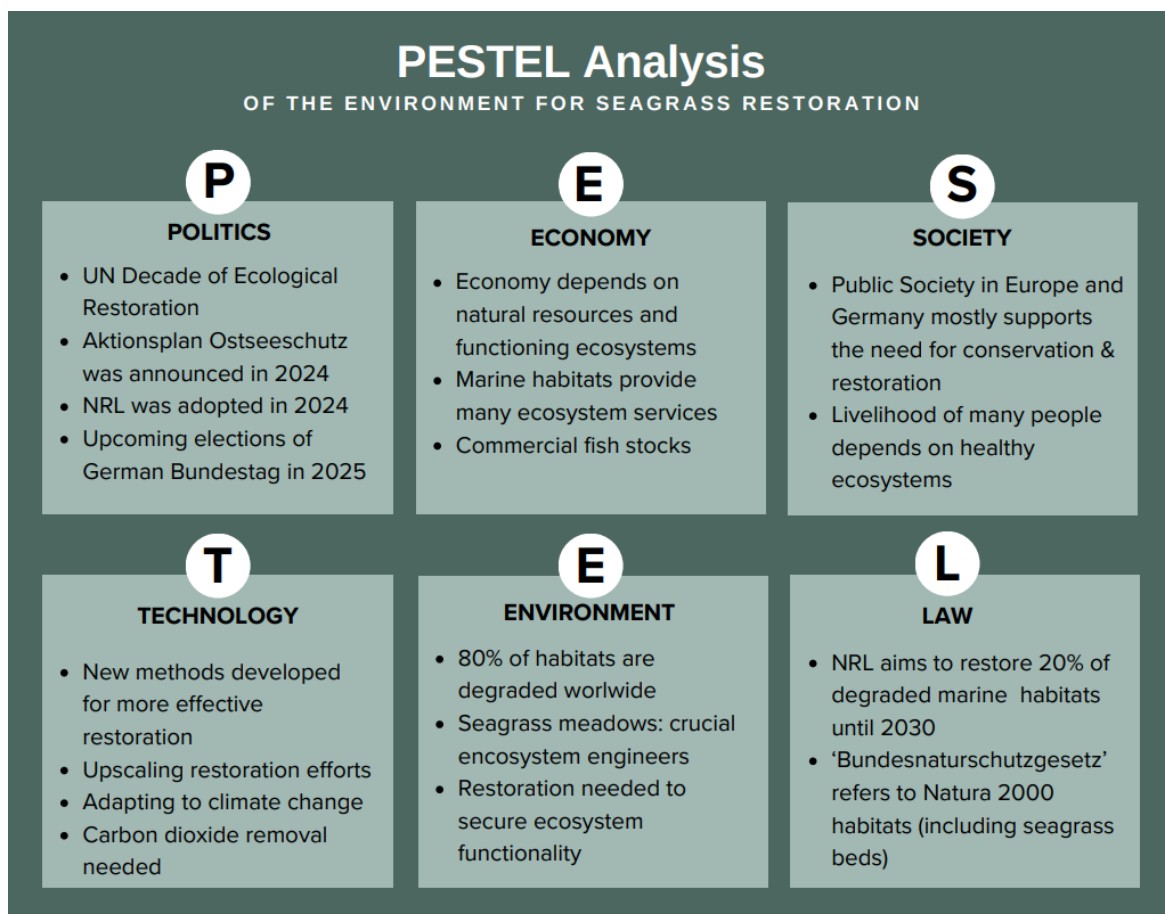 PESTEL Analysis
OF THE ENVIRONMENT FOR SEAGRASS RESTORATION
P
POLITICS
• UN Decade of Ecological
Restoration
• Aktionsplan Ostseeschutz
was announced in 2024
• NRL was adopted in 2024
• Upcoming elections of
German Bundestag in 2025
E
ECONOMY
• Economy depends on
natural resources and
functioning ecosystems
• Marine habitats provide
many ecosystem services
• Commercial fish stocks
S
SOCIETY
• Public Society in Europe and
Germany mostly supports
the need for conservation &
restoration
• Livelihood of many people
depends on healthy
ecosystems
T
TECHNOLOGY
• New methods developed
for more effective
restoration
• Upscaling restoration efforts
• Adapting to climate change
• Carbon dioxide removal
needed
E
ENVIRONMENT
• 80% of habitats are
degraded worlwide
• Seagrass meadows: crucial
encosystem engineers
• Restoration needed to
secure ecosystem
functionality
L
LAW
• NRL aims to restore 20% of
degraded marine habitats
until 2030
• ‘Bundesnaturschutzgesetz’
refers to Natura 2000
habitats (including seagrass
beds)